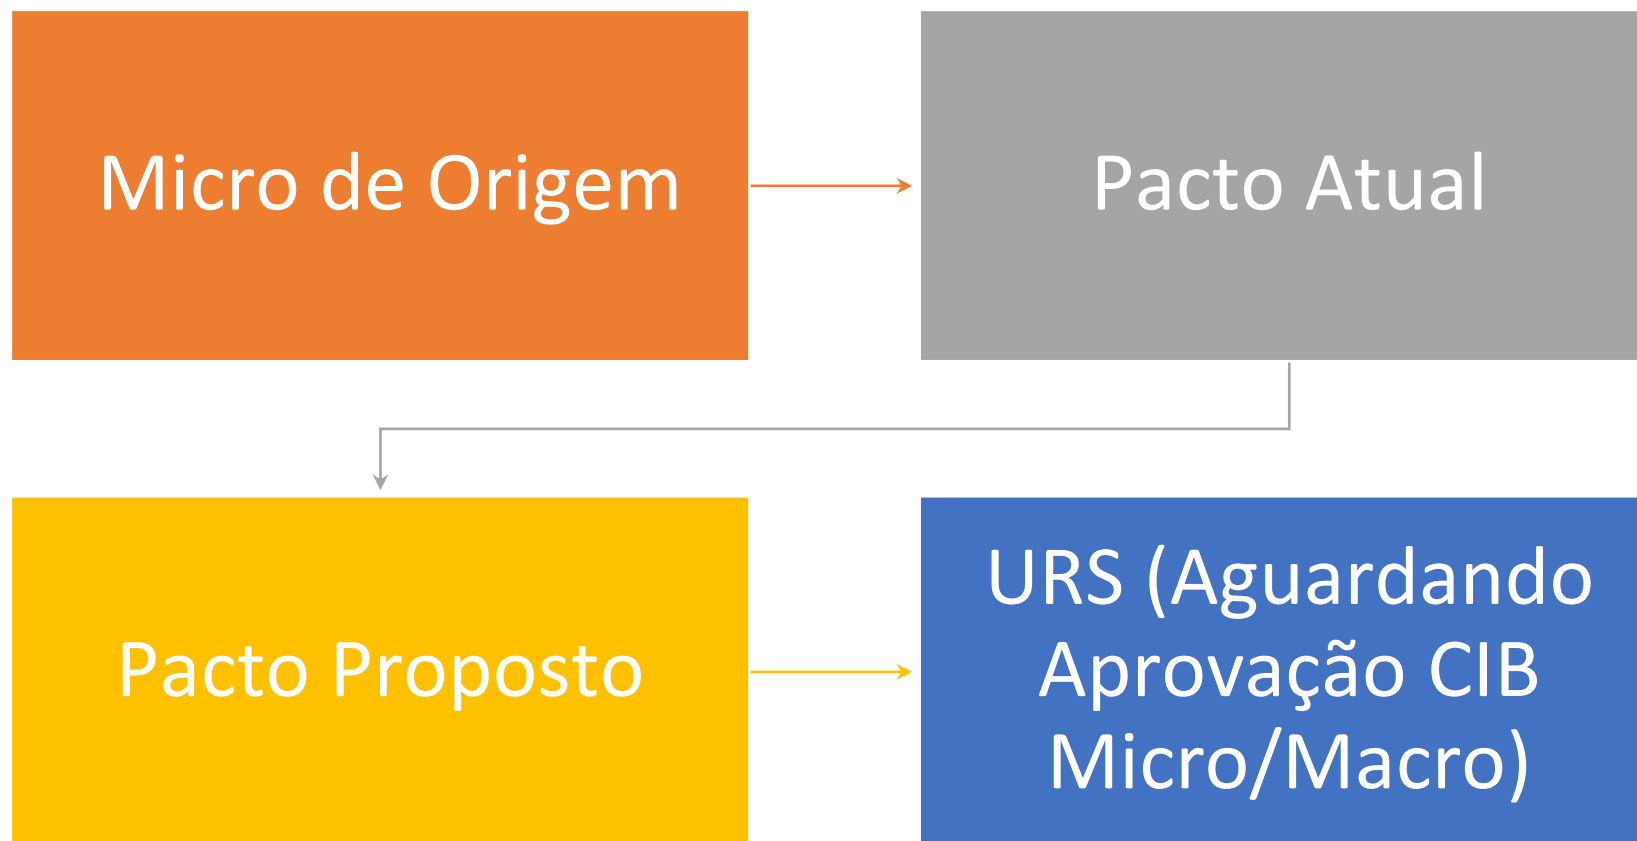 Micro de Origem
Pacto Atual
Pacto Proposto
URS (Aguardando
Aprovação CIB
Micro/Macro)